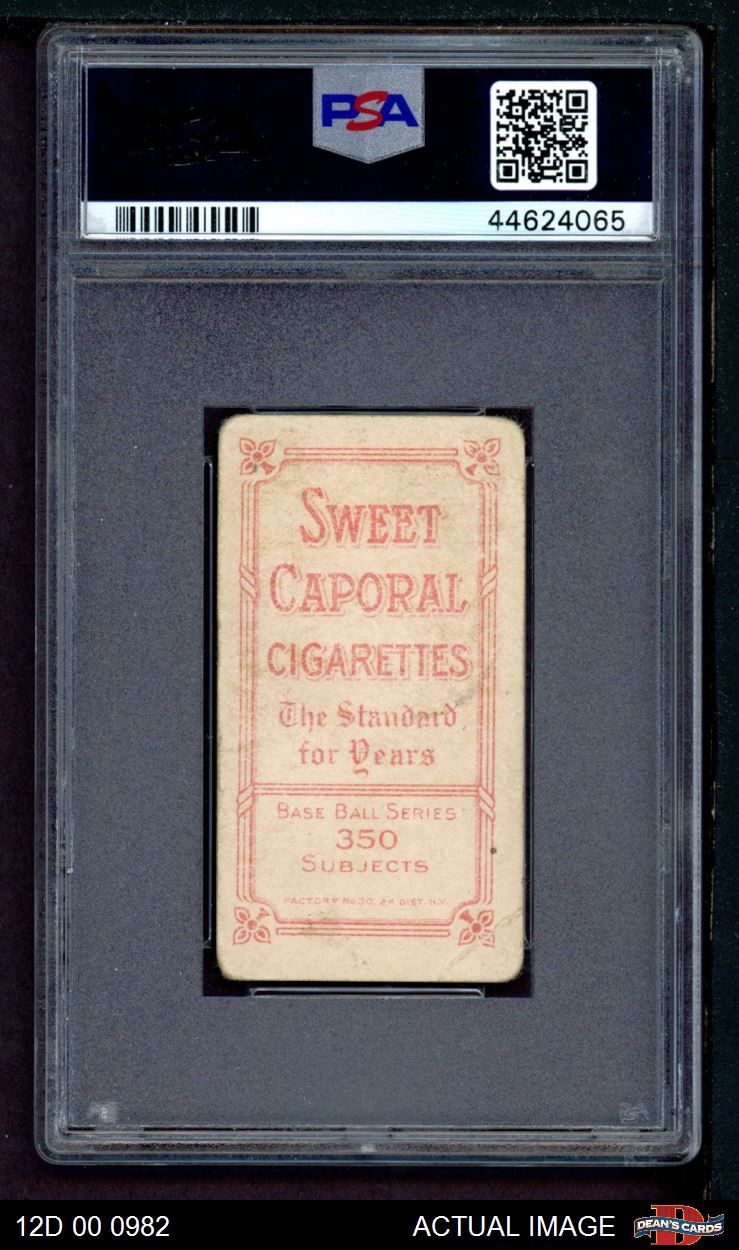 PSA
44624065
SWEET
CAPORAL
CIGARETTES
The Standard
for Years
BASE BALL SERIES
350
SUBJECTS
FACTORY No. 30, 2d DIST. N.Y.
12D 00 0982 ACTUAL IMAGE DEAN'S CARDS